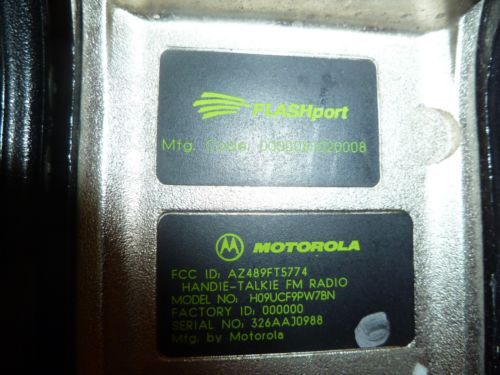 FLASHport
Mfg. Code:
MOTOROLA
FCC ID: AZ489FT5774
HANDIE-TALKIE FM RADIO
MODEL NO: H09UCF9PW7BN
FACTORY ID: 000000
SERIAL NO: 326AAJ0988
Mfg. by Motorola